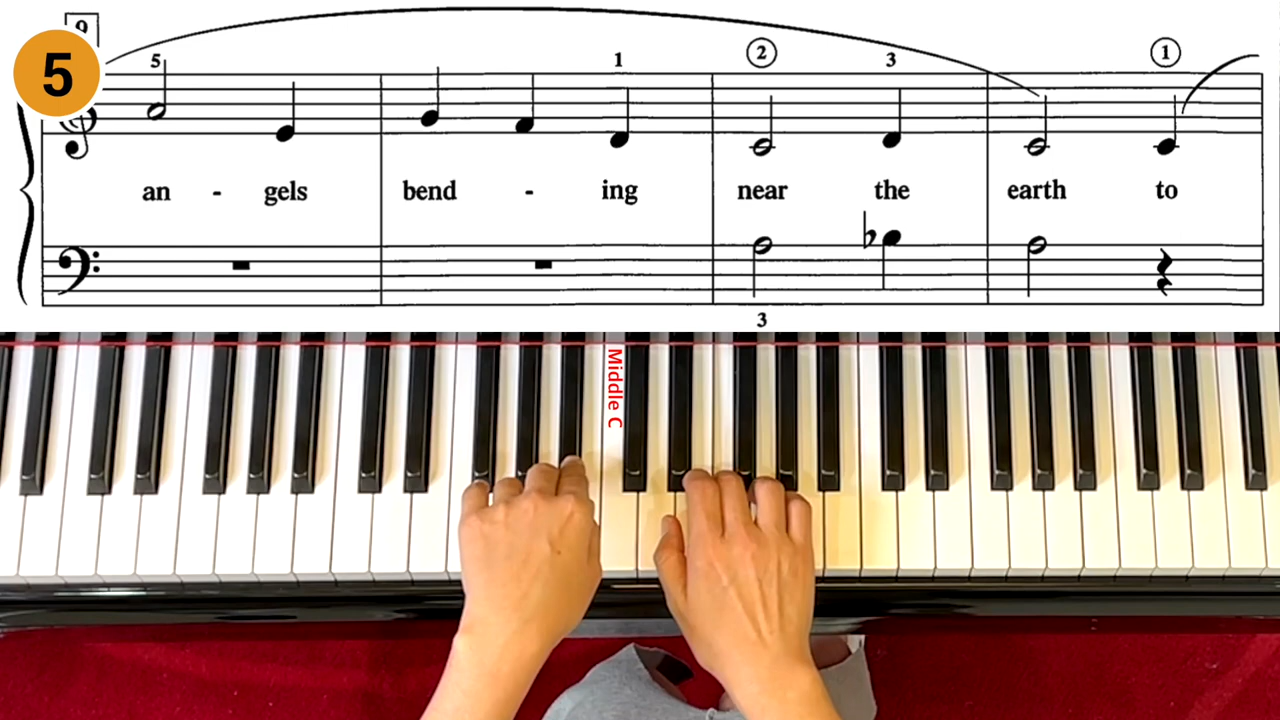 9
5
5 1 2 3 1
an - gels bend - ing near the earth to
3
Middle C